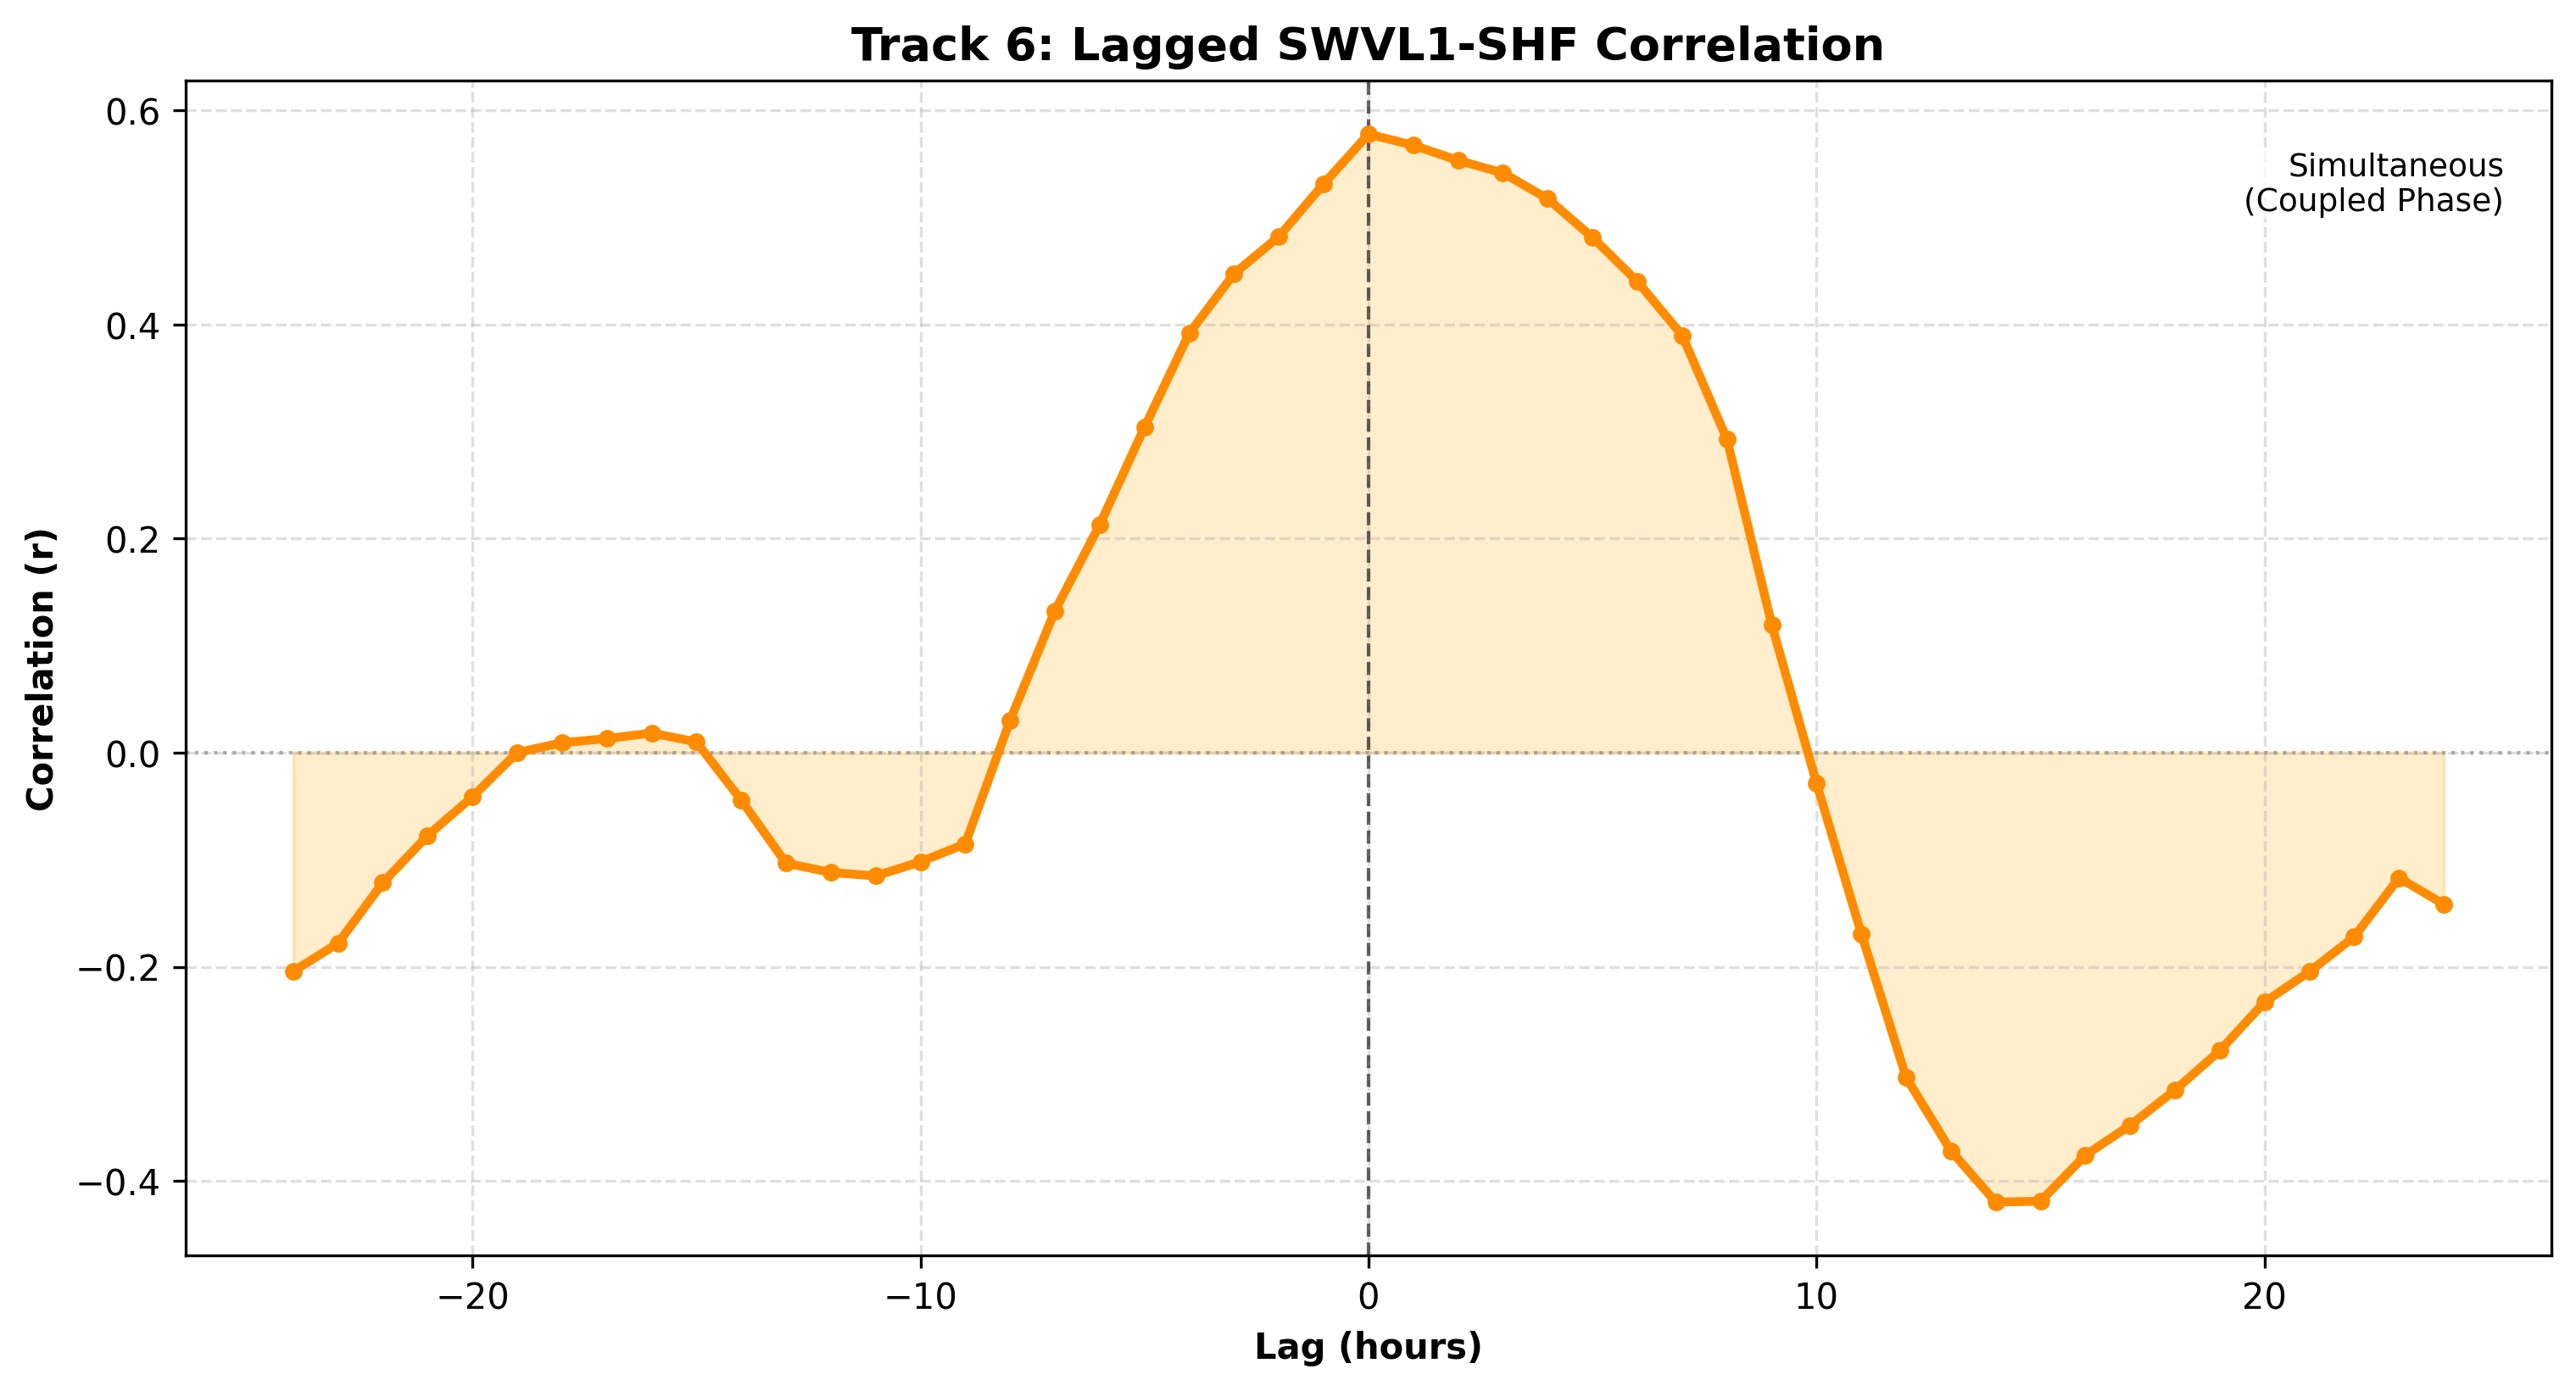 Track 6: Lagged SWVL1-SHF Correlation
Simultaneous
(Coupled Phase)
Correlation (r)
0.6
0.4
0.2
0.0
−0.2
−0.4
−20
−10
0
10
20
Lag (hours)